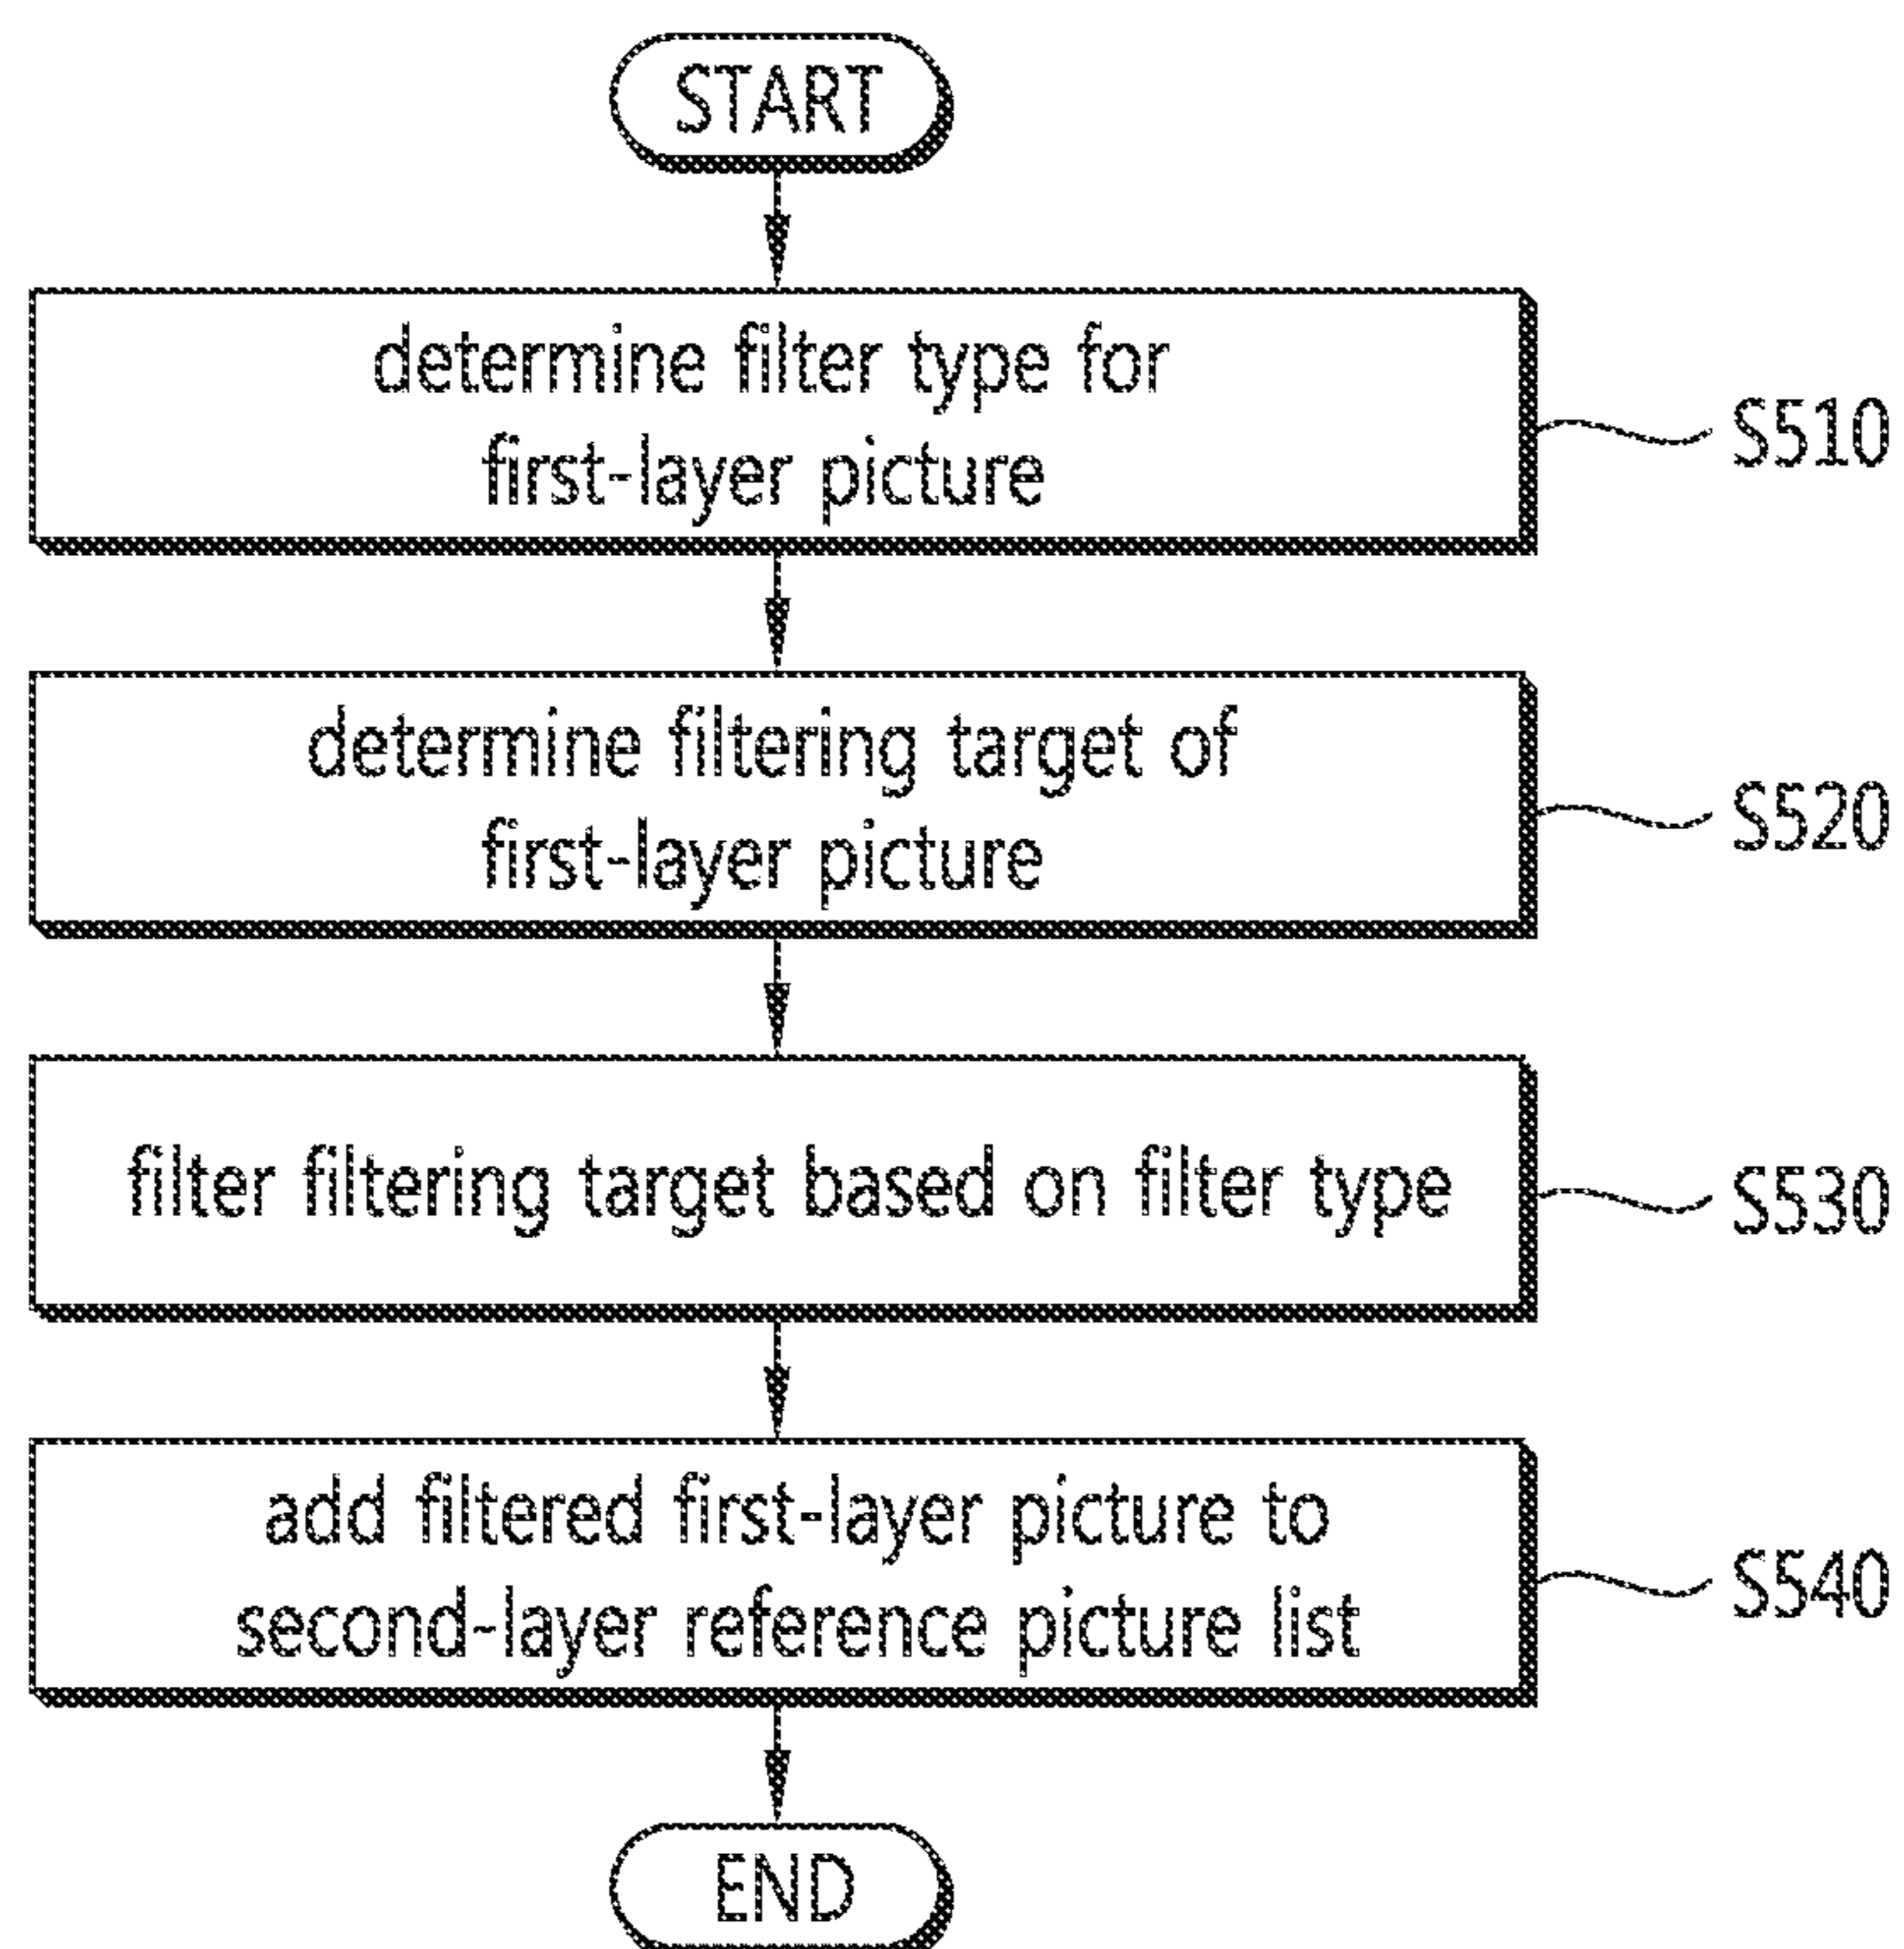 START
determine filter type for
first-layer picture
S510
determine filtering target of
first-layer picture
S520
filter filtering target based on filter type
S530
add filtered first-layer picture to
second-layer reference picture list
S540
END